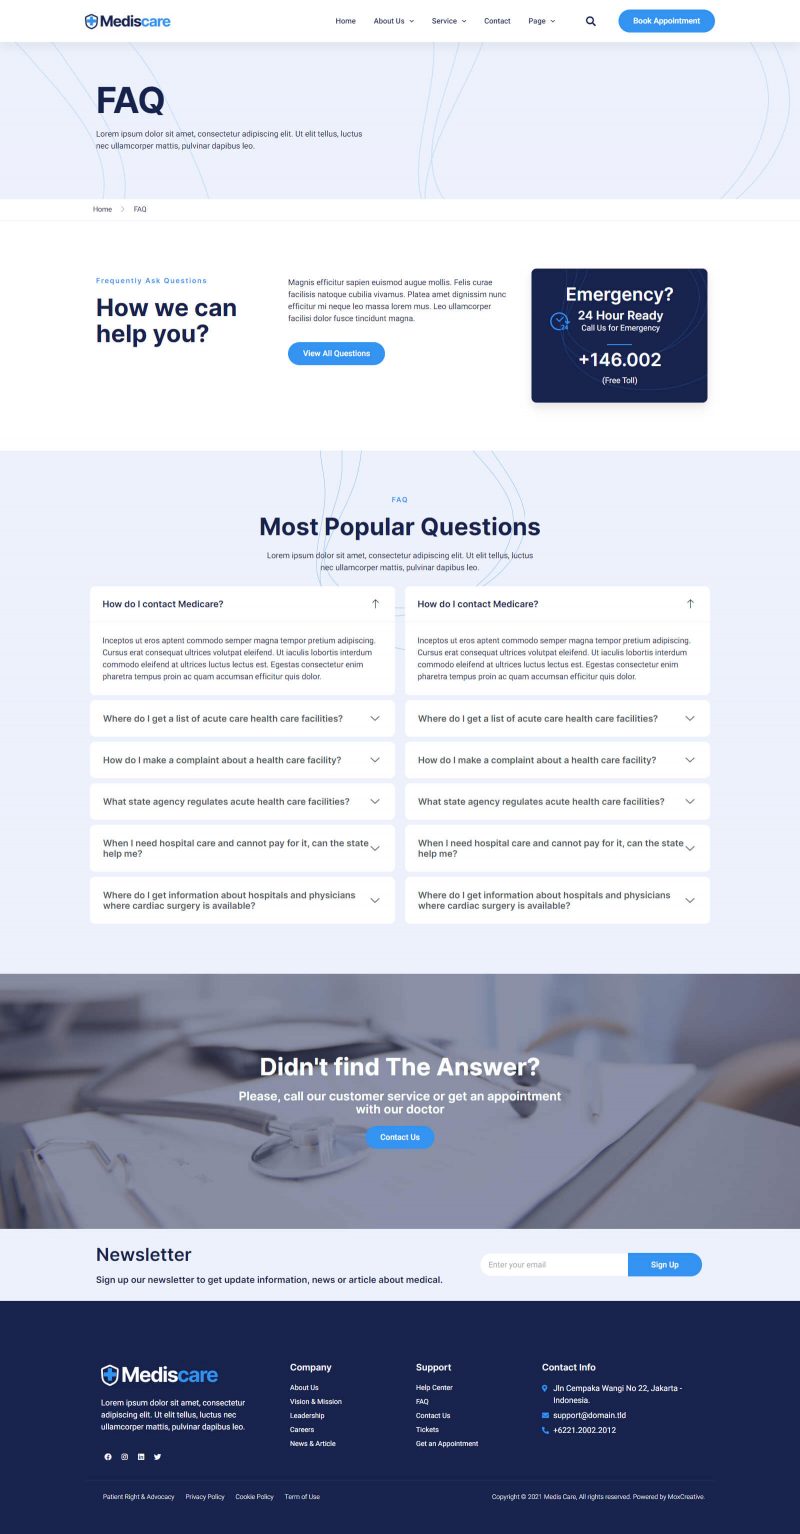 Mediscare
Home
About Us
Service
Contact
Page
Book Appointment
FAQ
Lorem ipsum dolor sit amet, consectetur adipiscing elit. Ut elit tellus, luctus
nec ullamcorper mattis, pulvinar dapibus leo.
Home
FAQ
Frequently Ask Questions
How we can
help you?
Magnis efficitur sapien euismod augue mollis. Felis curae
facilisis natoque cubilia vivamus. Platea amet dignissim nunc
efficitur mi neque leo massa lorem mus. Leo ullamcorper
facilisi dolor fusce tincidunt magna.
View All Questions
Emergency?
24
24 Hour Ready
Call Us for Emergency
+146.002
(Free Toll)
FAQ
Most Popular Questions
Lorem ipsum dolor sit amet, consectetur adipiscing elit. Ut elit tellus, luctus
nec ullamcorper mattis, pulvinar dapibus leo.
How do I contact Medicare?
Inceptos ut eros aptent commodo semper magna tempor pretium adipiscing.
Cursus erat consequat ultrices volutpat eleifend. Ut iaculis lobortis interdum
commodo eleifend at ultrices luctus lectus est. Egestas consectetur enim
pharetra tempus proin ac quam accumsan efficitur quis dolor.
Where do I get a list of acute care health care facilities?
How do I make a complaint about a health care facility?
What state agency regulates acute health care facilities?
When I need hospital care and cannot pay for it, can the state
help me?
Where do I get information about hospitals and physicians
where cardiac surgery is available?
How do I contact Medicare?
Inceptos ut eros aptent commodo semper magna tempor pretium adipiscing.
Cursus erat consequat ultrices volutpat eleifend. Ut iaculis lobortis interdum
commodo eleifend at ultrices luctus lectus est. Egestas consectetur enim
pharetra tempus proin ac quam accumsan efficitur quis dolor.
Where do I get a list of acute care health care facilities?
How do I make a complaint about a health care facility?
What state agency regulates acute health care facilities?
When I need hospital care and cannot pay for it, can the state
help me?
Where do I get information about hospitals and physicians
where cardiac surgery is available?
Didn't find The Answer?
Please, call our customer service or get an appointment
with our doctor
Contact Us
Newsletter
Sign up our newsletter to get update information, news or article about medical.
Enter your email
Sign Up
Mediscare
Lorem ipsum dolor sit amet, consectetur
adipiscing elit. Ut elit tellus, luctus
nec ullamcorper mattis, pulvinar dapibus leo.
Company
About Us
Vision & Mission
Leadership
Careers
News & Article
Support
Help Center
FAQ
Contact Us
Tickets
Get an Appointment
Contact Info
Jln Cempaka Wangi No 22, Jakarta -
Indonesia.
support@domain.tld
+6221.2002.2012
Patient Right & Advocacy
Privacy Policy
Cookie Policy
Term of Use
Copyright © 2021 Medis Care, All rights reserved. Powered by MoxCreative.